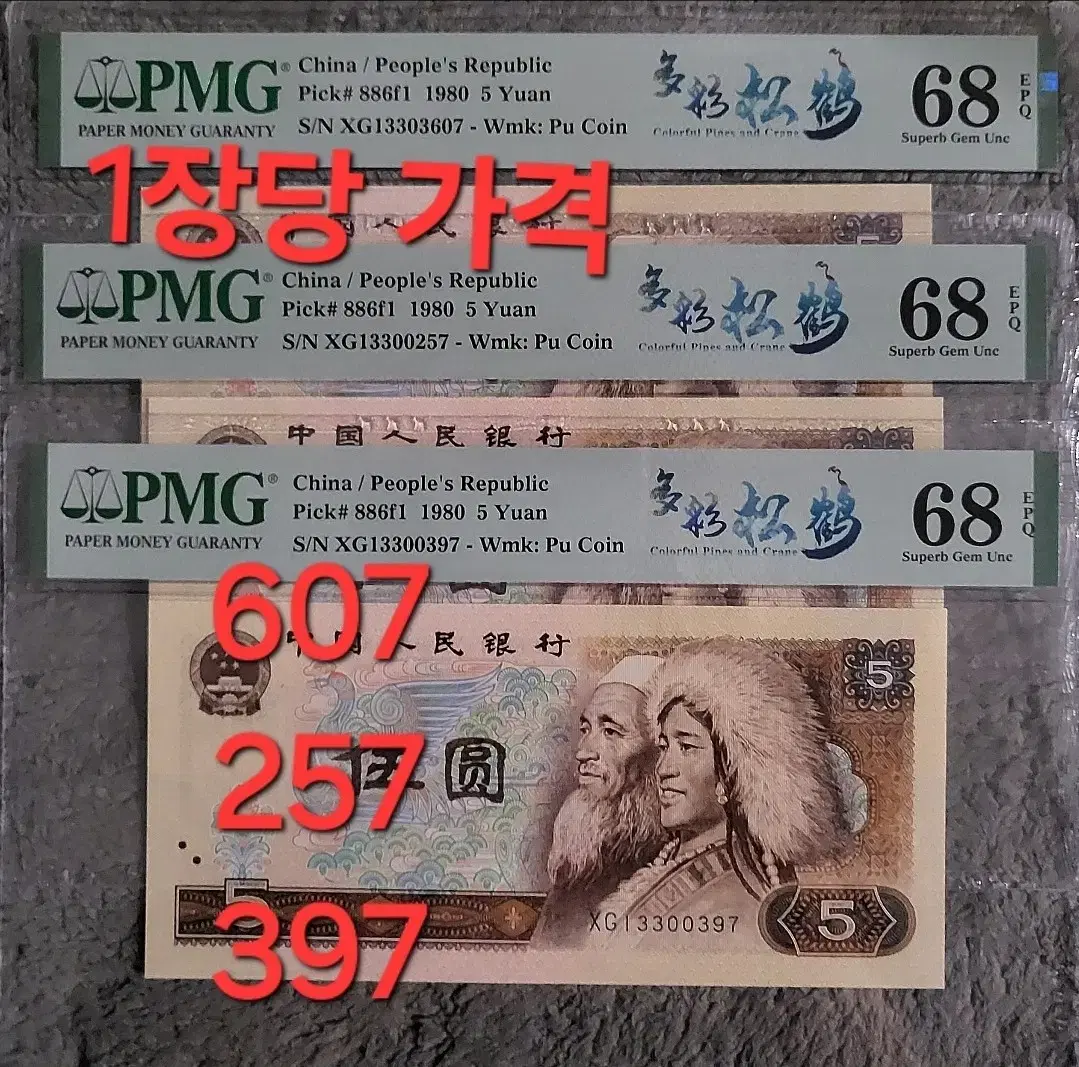 PMG®
PAPER MONEY GUARANTY
China / People's Republic
Pick# 886f1 1980 5 Yuan
S/N XG13303607 - Wmk: Pu Coin
多彩松鹤
Colorful Pines and Crane
68
EPQ
Superb Gem Unc
1장당 가격
PMG®
PAPER MONEY GUARANTY
China / People's Republic
Pick# 886f1 1980 5 Yuan
S/N XG13300257 - Wmk: Pu Coin
多彩松鹤
Colorful Pines and Crane
68
EPQ
Superb Gem Unc
中国人民银行
PMG®
PAPER MONEY GUARANTY
China / People's Republic
Pick# 886f1 1980 5 Yuan
S/N XG13300397 - Wmk: Pu Coin
多彩松鹤
Colorful Pines and Crane
68
EPQ
Superb Gem Unc
607
中国人民银行
5
257
伍圆
397
5
XG13300397
5